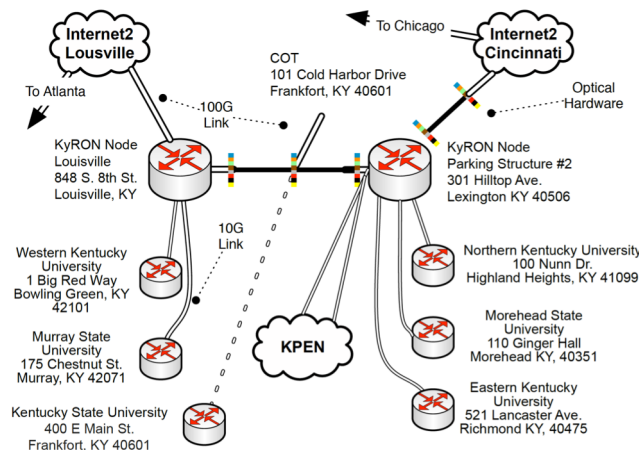 Internet2
Lousville
To Chicago
Internet2
Cincinnati
COT
101 Cold Harbor Drive
Frankfort, KY 40601
To Atlanta
100G
Link
Optical
Hardware
KyRON Node
Louisville
848 S. 8th St.
Louisville, KY
KyRON Node
Parking Structure #2
301 Hilltop Ave.
Lexington KY 40506
10G
Link
Western Kentucky
University
1 Big Red Way
Bowling Green, KY
42101
Northern Kentucky University
100 Nunn Dr.
Highland Heights, KY 41099
Murray State
University
175 Chestnut St.
Murray, KY 42071
KPEN
Morehead State
University
110 Ginger Hall
Morehead KY, 40351
Kentucky State University
400 E Main St.
Frankfort, KY 40601
Eastern Kentucky
University
521 Lancaster Ave.
Richmond KY, 40475